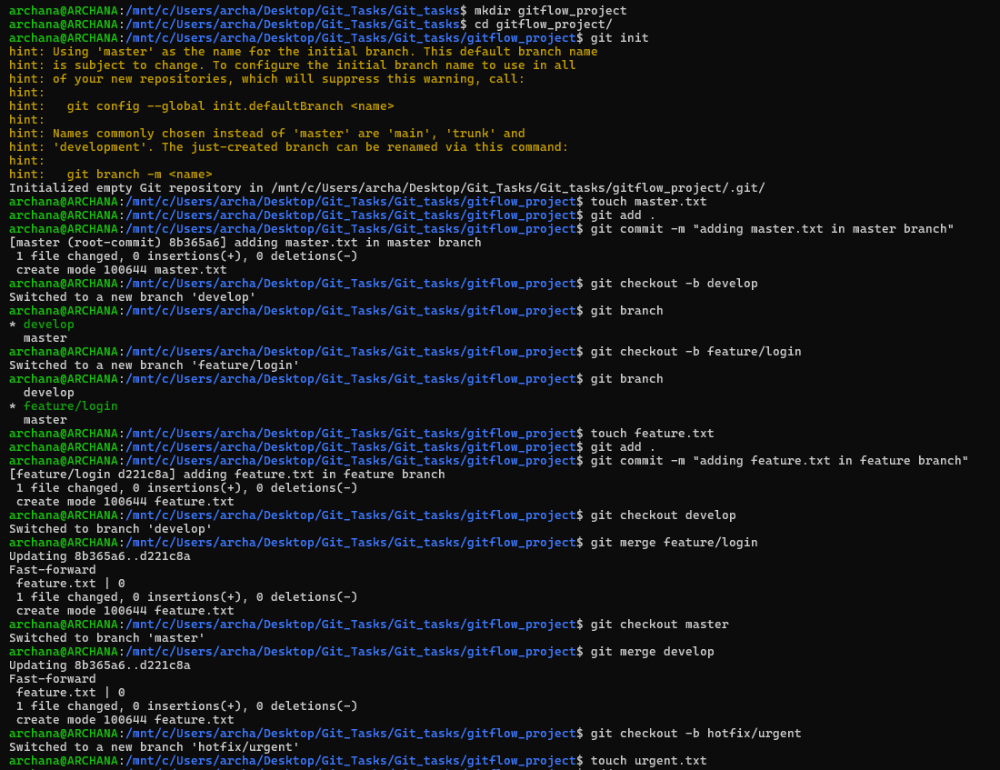 archana@ARCHANA:/mnt/c/Users/archa/Desktop/Git_Tasks/Git_tasks$ mkdir gitflow_project
archana@ARCHANA:/mnt/c/Users/archa/Desktop/Git_Tasks/Git_tasks$ cd gitflow_project/
archana@ARCHANA:/mnt/c/Users/archa/Desktop/Git_Tasks/Git_tasks/gitflow_project$ git init
hint: Using 'master' as the name for the initial branch. This default branch name
hint: is subject to change. To configure the initial branch name to use in all
hint: of your new repositories, which will suppress this warning, call:
hint:
hint:   git config --global init.defaultBranch <name>
hint:
hint: Names commonly chosen instead of 'master' are 'main', 'trunk' and
hint: 'development'. The just-created branch can be renamed via this command:
hint:
hint:   git branch -m <name>
Initialized empty Git repository in /mnt/c/Users/archa/Desktop/Git_Tasks/Git_tasks/gitflow_project/.git/
archana@ARCHANA:/mnt/c/Users/archa/Desktop/Git_Tasks/Git_tasks/gitflow_project$ touch master.txt
archana@ARCHANA:/mnt/c/Users/archa/Desktop/Git_Tasks/Git_tasks/gitflow_project$ git add .
archana@ARCHANA:/mnt/c/Users/archa/Desktop/Git_Tasks/Git_tasks/gitflow_project$ git commit -m "adding master.txt in master branch"
[master (root-commit) 8b365a6] adding master.txt in master branch
 1 file changed, 0 insertions(+), 0 deletions(-)
 create mode 100644 master.txt
archana@ARCHANA:/mnt/c/Users/archa/Desktop/Git_Tasks/Git_tasks/gitflow_project$ git checkout -b develop
Switched to a new branch 'develop'
archana@ARCHANA:/mnt/c/Users/archa/Desktop/Git_Tasks/Git_tasks/gitflow_project$ git branch
* develop
  master
archana@ARCHANA:/mnt/c/Users/archa/Desktop/Git_Tasks/Git_tasks/gitflow_project$ git checkout -b feature/login
Switched to a new branch 'feature/login'
archana@ARCHANA:/mnt/c/Users/archa/Desktop/Git_Tasks/Git_tasks/gitflow_project$ git branch
  develop
* feature/login
  master
archana@ARCHANA:/mnt/c/Users/archa/Desktop/Git_Tasks/Git_tasks/gitflow_project$ touch feature.txt
archana@ARCHANA:/mnt/c/Users/archa/Desktop/Git_Tasks/Git_tasks/gitflow_project$ git add .
archana@ARCHANA:/mnt/c/Users/archa/Desktop/Git_Tasks/Git_tasks/gitflow_project$ git commit -m "adding feature.txt in feature branch"
[feature/login d221c8a] adding feature.txt in feature branch
 1 file changed, 0 insertions(+), 0 deletions(-)
 create mode 100644 feature.txt
archana@ARCHANA:/mnt/c/Users/archa/Desktop/Git_Tasks/Git_tasks/gitflow_project$ git checkout develop
Switched to branch 'develop'
archana@ARCHANA:/mnt/c/Users/archa/Desktop/Git_Tasks/Git_tasks/gitflow_project$ git merge feature/login
Updating 8b365a6..d221c8a
Fast-forward
 feature.txt | 0
 1 file changed, 0 insertions(+), 0 deletions(-)
 create mode 100644 feature.txt
archana@ARCHANA:/mnt/c/Users/archa/Desktop/Git_Tasks/Git_tasks/gitflow_project$ git checkout master
Switched to branch 'master'
archana@ARCHANA:/mnt/c/Users/archa/Desktop/Git_Tasks/Git_tasks/gitflow_project$ git merge develop
Updating 8b365a6..d221c8a
Fast-forward
 feature.txt | 0
 1 file changed, 0 insertions(+), 0 deletions(-)
 create mode 100644 feature.txt
archana@ARCHANA:/mnt/c/Users/archa/Desktop/Git_Tasks/Git_tasks/gitflow_project$ git checkout -b hotfix/urgent
Switched to a new branch 'hotfix/urgent'
archana@ARCHANA:/mnt/c/Users/archa/Desktop/Git_Tasks/Git_tasks/gitflow_project$ touch urgent.txt